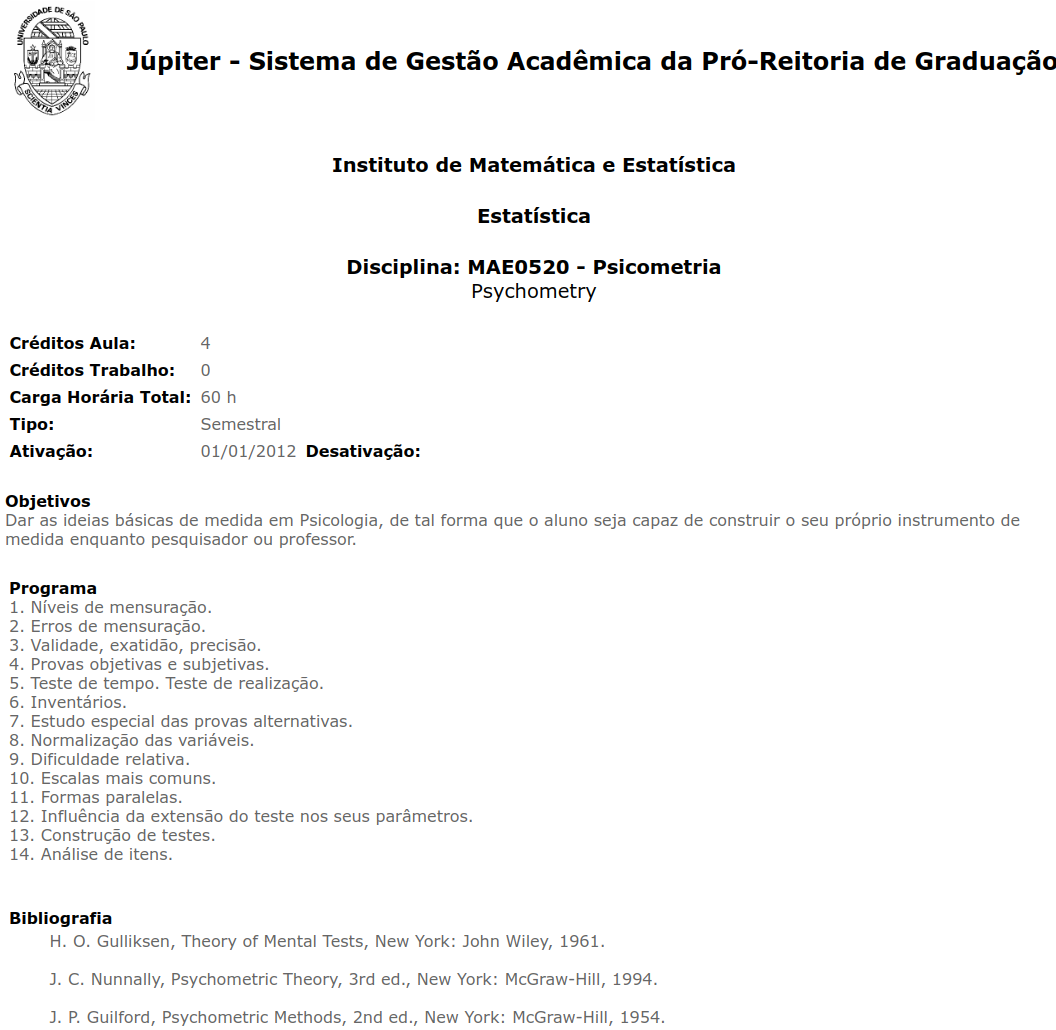 UNIVERSIDADE DE SÃO PAULO
SCIENTIA VINCES
Júpiter - Sistema de Gestão Acadêmica da Pró-Reitoria de Graduação
Instituto de Matemática e Estatística
Estatística
Disciplina: MAE0520 - Psicometria
Psychometry
Créditos Aula: 4
Créditos Trabalho: 0
Carga Horária Total: 60 h
Tipo: Semestral
Ativação: 01/01/2012 Desativação:
Objetivos
Dar as ideias básicas de medida em Psicologia, de tal forma que o aluno seja capaz de construir o seu próprio instrumento de
medida enquanto pesquisador ou professor.
Programa
1. Níveis de mensuração.
2. Erros de mensuração.
3. Validade, exatidão, precisão.
4. Provas objetivas e subjetivas.
5. Teste de tempo. Teste de realização.
6. Inventários.
7. Estudo especial das provas alternativas.
8. Normalização das variáveis.
9. Dificuldade relativa.
10. Escalas mais comuns.
11. Formas paralelas.
12. Influência da extensão do teste nos seus parâmetros.
13. Construção de testes.
14. Análise de itens.
Bibliografia
H. O. Gulliksen, Theory of Mental Tests, New York: John Wiley, 1961.
J. C. Nunnally, Psychometric Theory, 3rd ed., New York: McGraw-Hill, 1994.
J. P. Guilford, Psychometric Methods, 2nd ed., New York: McGraw-Hill, 1954.